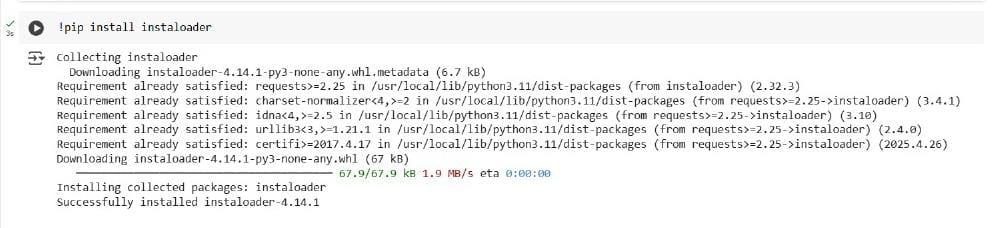 3s
!pip install instaloader
Collecting instaloader
Downloading instaloader-4.14.1-py3-none-any.whl.metadata (6.7 kB)
Requirement already satisfied: requests>=2.25 in /usr/local/lib/python3.11/dist-packages (from instaloader) (2.32.3)
Requirement already satisfied: charset-normalizer<4,>=2 in /usr/local/lib/python3.11/dist-packages (from requests>=2.25->instaloader) (3.4.1)
Requirement already satisfied: idna<4,>=2.5 in /usr/local/lib/python3.11/dist-packages (from requests>=2.25->instaloader) (3.10)
Requirement already satisfied: urllib3<3,>=1.21.1 in /usr/local/lib/python3.11/dist-packages (from requests>=2.25->instaloader) (2.4.0)
Requirement already satisfied: certifi>=2017.4.17 in /usr/local/lib/python3.11/dist-packages (from requests>=2.25->instaloader) (2025.4.26)
Downloading instaloader-4.14.1-py3-none-any.whl (67 kB)
67.9/67.9 kB 1.9 MB/s eta 0:00:00
Installing collected packages: instaloader
Successfully installed instaloader-4.14.1